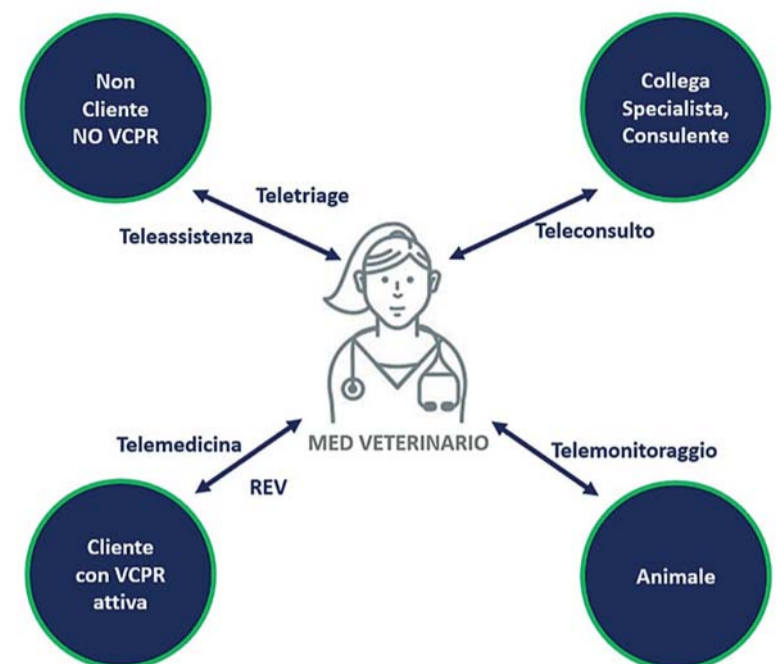 Non
Cliente
NO VCPR
Collega
Specialista,
Consulente
Teletriage
Teleassistenza
Teleconsulto
Telemedicina
MED VETERINARIO
Telemonitoraggio
REV
Cliente
con VCPR
attiva
Animale